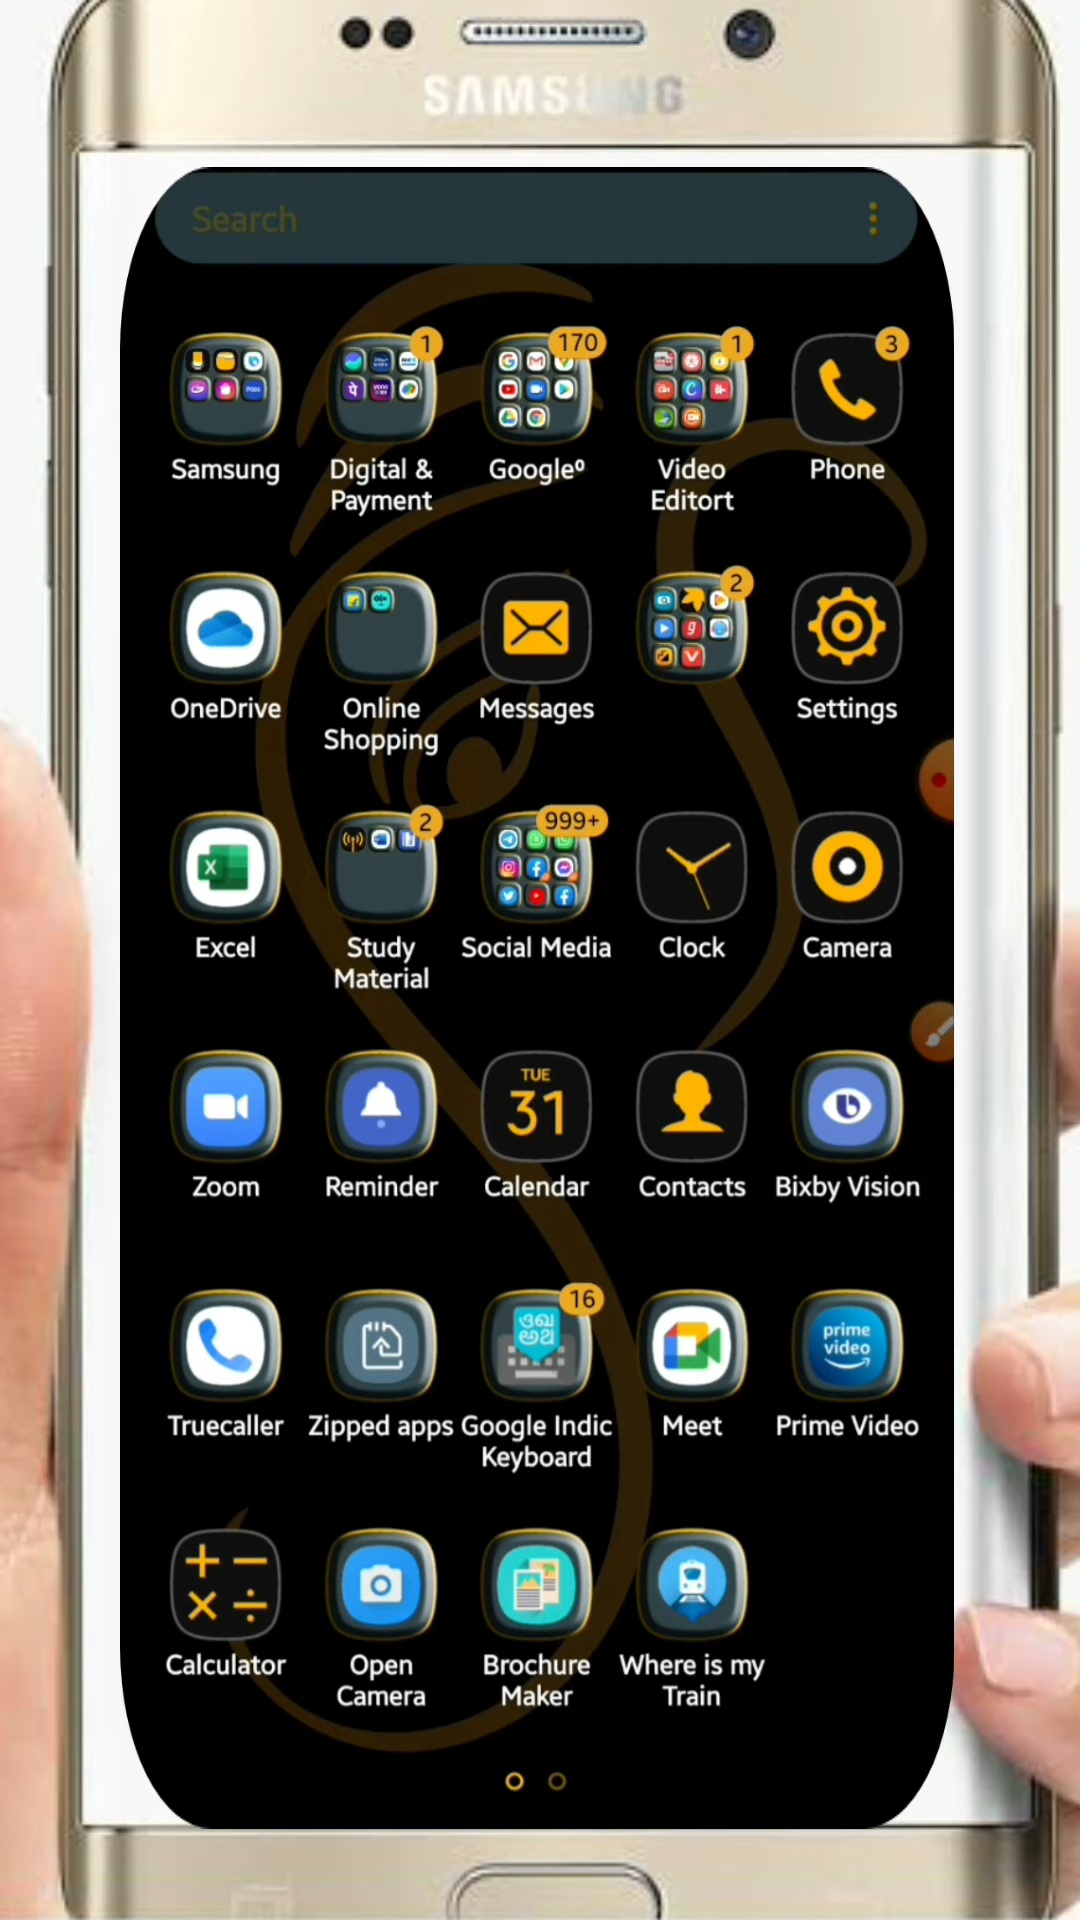 SAMSUNG
Search
1
170
1
3
Samsung
Digital &
Payment
Googleº
Video
Editort
Phone
2
OneDrive
Online
Shopping
Messages
Settings
2
999+
Excel
Study
Material
Social Media
Clock
Camera
TUE
31
Zoom
Reminder
Calendar
Contacts
Bixby Vision
16
prime
video
Truecaller
Zipped apps
Google Indic
Keyboard
Meet
Prime Video
Calculator
Open
Camera
Brochure
Maker
Where is my
Train